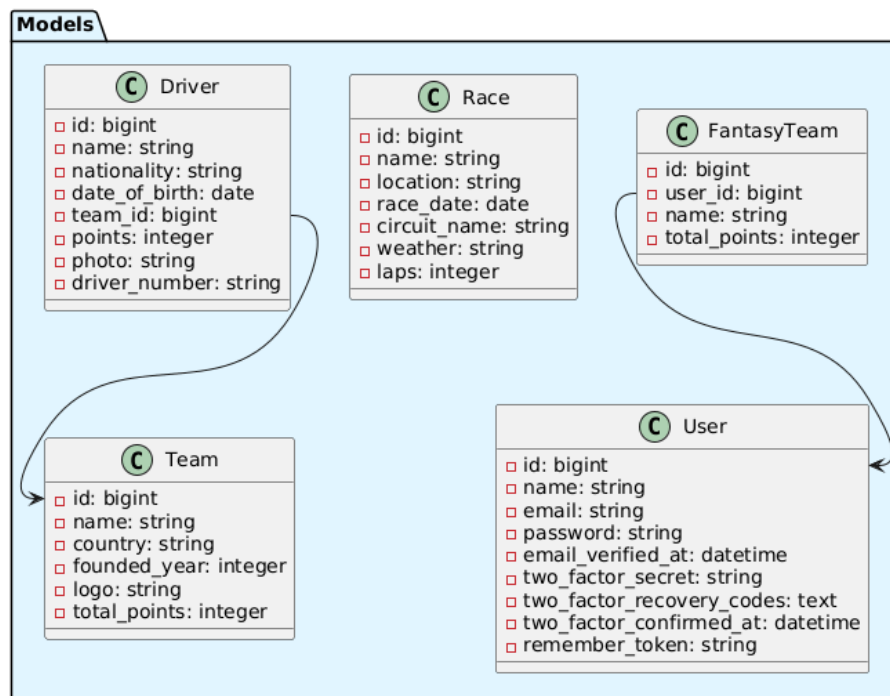 Models
C Driver
id: bigint
name: string
nationality: string
date_of_birth: date
team_id: bigint
points: integer
photo: string
driver_number: string
C Race
id: bigint
name: string
location: string
race_date: date
circuit_name: string
weather: string
laps: integer
C FantasyTeam
id: bigint
user_id: bigint
name: string
total_points: integer
C Team
id: bigint
name: string
country: string
founded_year: integer
logo: string
total_points: integer
C User
id: bigint
name: string
email: string
password: string
email_verified_at: datetime
two_factor_secret: string
two_factor_recovery_codes: text
two_factor_confirmed_at: datetime
remember_token: string